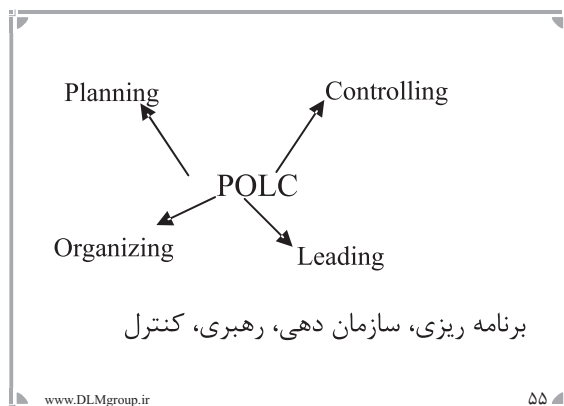 Planning
Controlling
POLC
Organizing
Leading
برنامه ریزی، سازمان دهی، رهبری، کنترل
www.DLMgroup.ir
۵۵